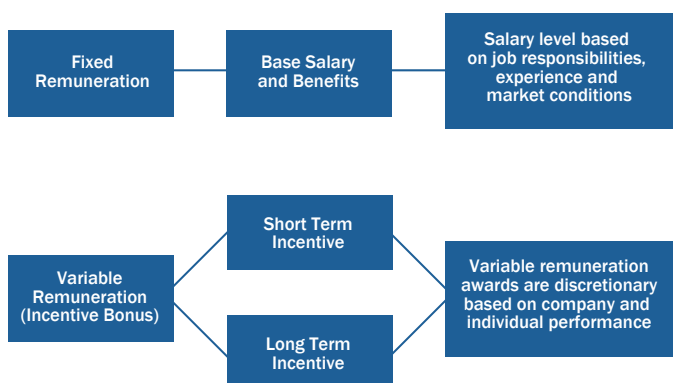 Fixed
Remuneration
Base Salary
and Benefits
Salary level based
on job responsibilities,
experience and
market conditions
Variable
Remuneration
(Incentive Bonus)
Short Term
Incentive
Long Term
Incentive
Variable remuneration
awards are discretionary
based on company and
individual performance